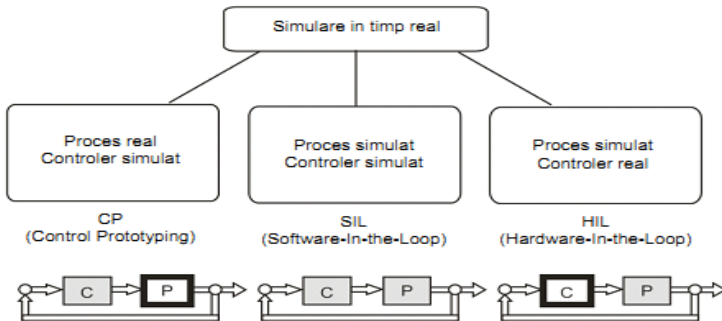 Simulare in timp real
Proces real
Controler simulat
Proces simulat
Controler simulat
Proces simulat
Controler real
CP
(Control Prototyping)
SIL
(Software-In-the-Loop)
HIL
(Hardware-In-the-Loop)
C P
C P
C P